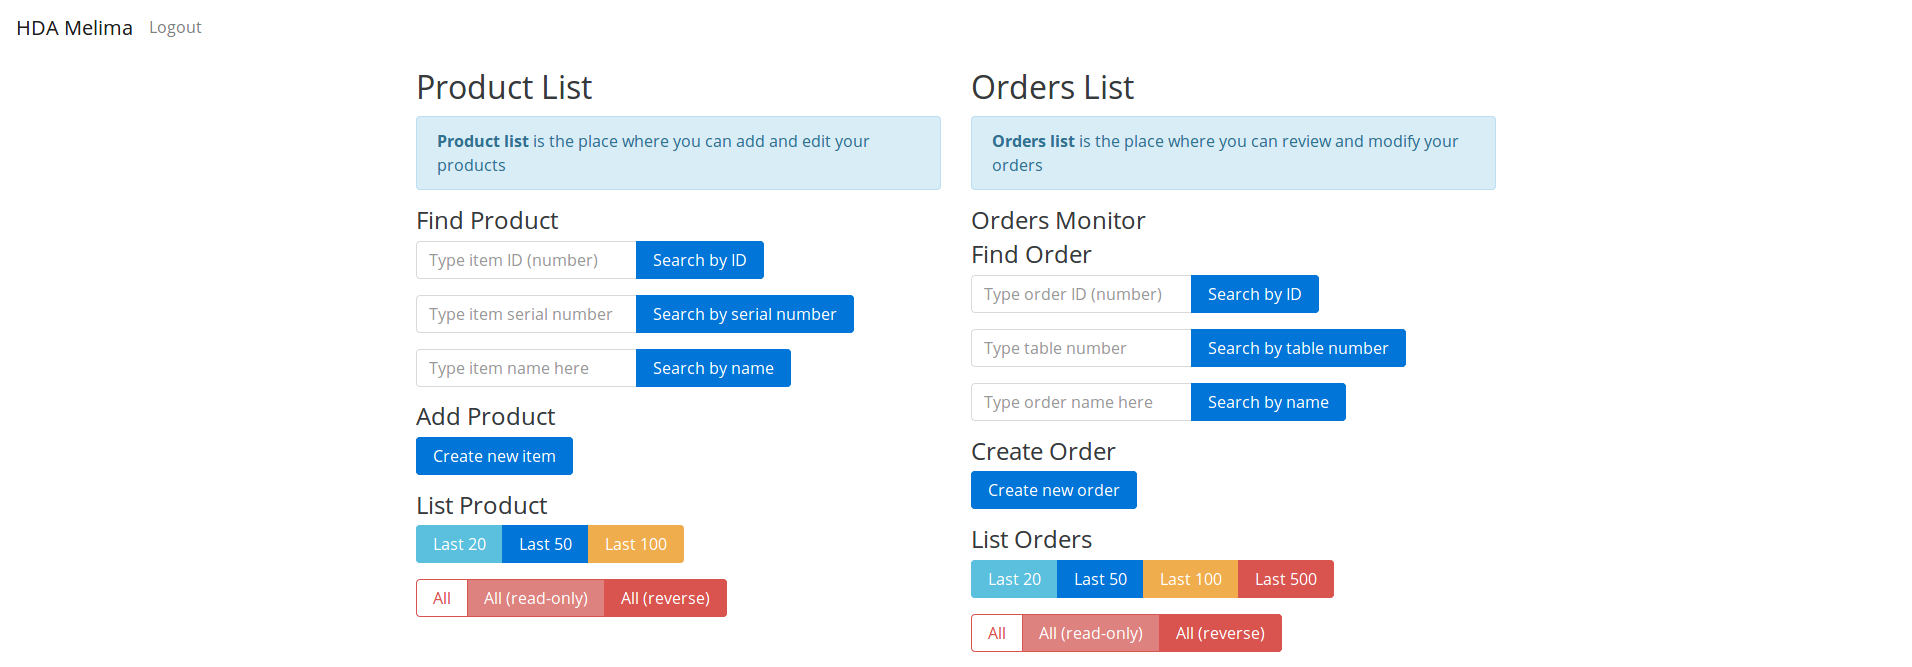 HDA Melima Logout
Product List
Product list is the place where you can add and edit your
products
Find Product
Type item ID (number) Search by ID
Type item serial number Search by serial number
Type item name here Search by name
Add Product
Create new item
List Product
Last 20 Last 50 Last 100
All All (read-only) All (reverse)
Orders List
Orders list is the place where you can review and modify your
orders
Orders Monitor
Find Order
Type order ID (number) Search by ID
Type table number Search by table number
Type order name here Search by name
Create Order
Create new order
List Orders
Last 20 Last 50 Last 100 Last 500
All All (read-only) All (reverse)